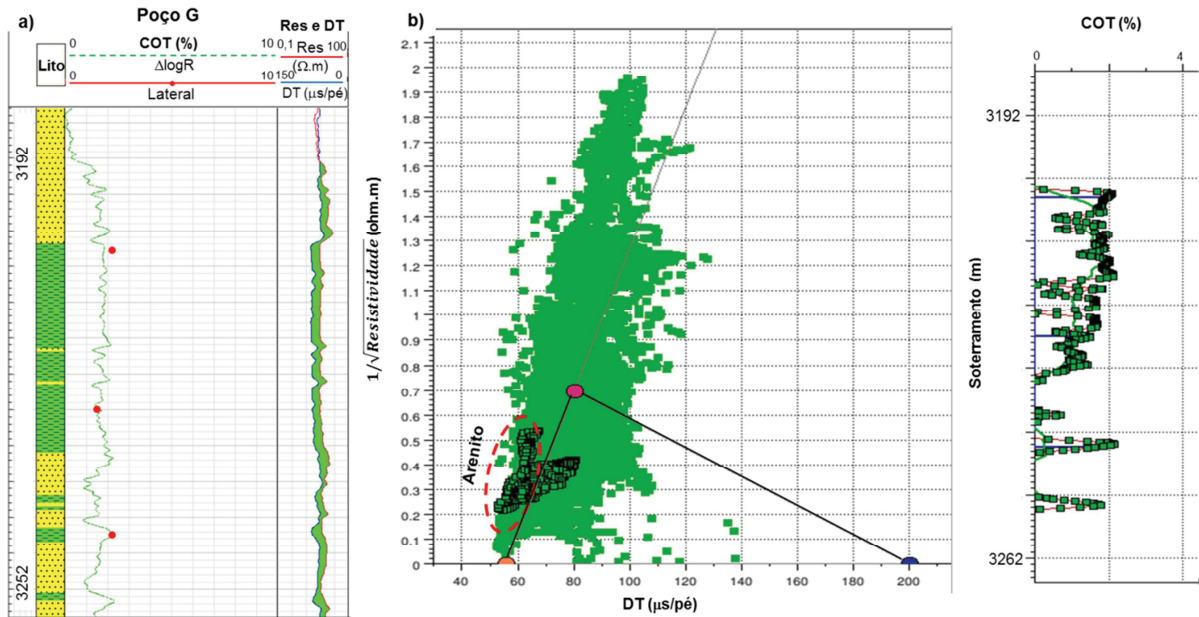 a)
Poço G
Lito
0 COT (%) 10
ΔlogR
0 10
Lateral
Res e DT
0,1 Res 100
(Ω.m)
150 0
DT (μs/pé)
3192
3252
b)
1/√Resistividade (ohm.m)
2.1
2
1.9
1.8
1.7
1.6
1.5
1.4
1.3
1.2
1.1
1
0.9
0.8
0.7
0.6
0.5
0.4
0.3
0.2
0.1
0
Arenito
40 60 80 100 120 140 160 180 200
DT (μs/pé)
COT (%)
0 2 4
Soterramento (m)
3192
3262